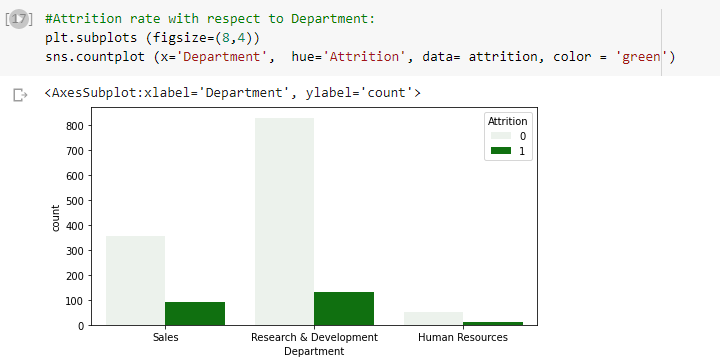 [17] #Attrition rate with respect to Department:
plt.subplots (figsize=(8,4))
sns.countplot (x='Department',  hue='Attrition', data= attrition, color = 'green')
<AxesSubplot:xlabel='Department', ylabel='count'>
Attrition
0
1
800
700
600
500
400
300
200
100
0
count
Sales
Research & Development
Human Resources
Department